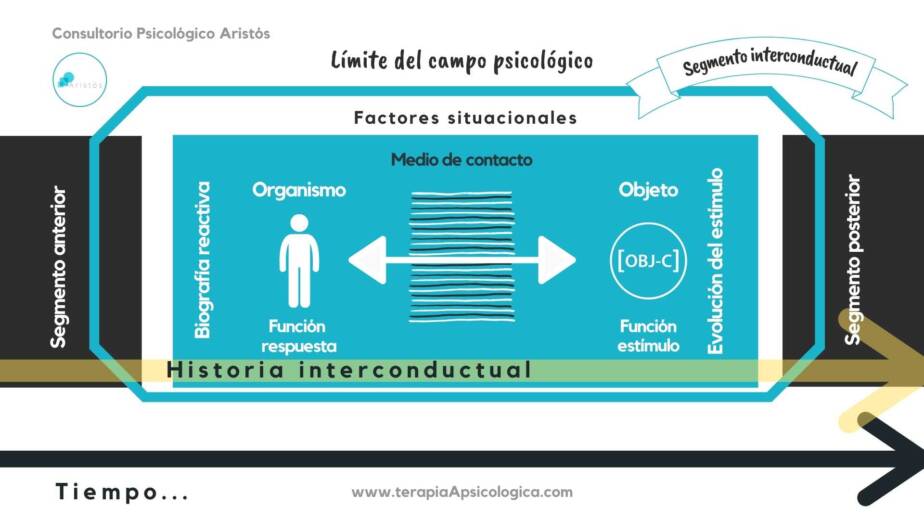 Consultorio Psicológico Aristós
Aristós
Límite del campo psicológico
Segmento interconductual
Factores situacionales
Medio de contacto
Segmento anterior
Biografía reactiva
Organismo
Función
respuesta
Objeto
[OBJ-C]
Función
estímulo
Evolución del estímulo
Segmento posterior
Historia interconductual
Tiempo...
www.terapiaApsicologica.com